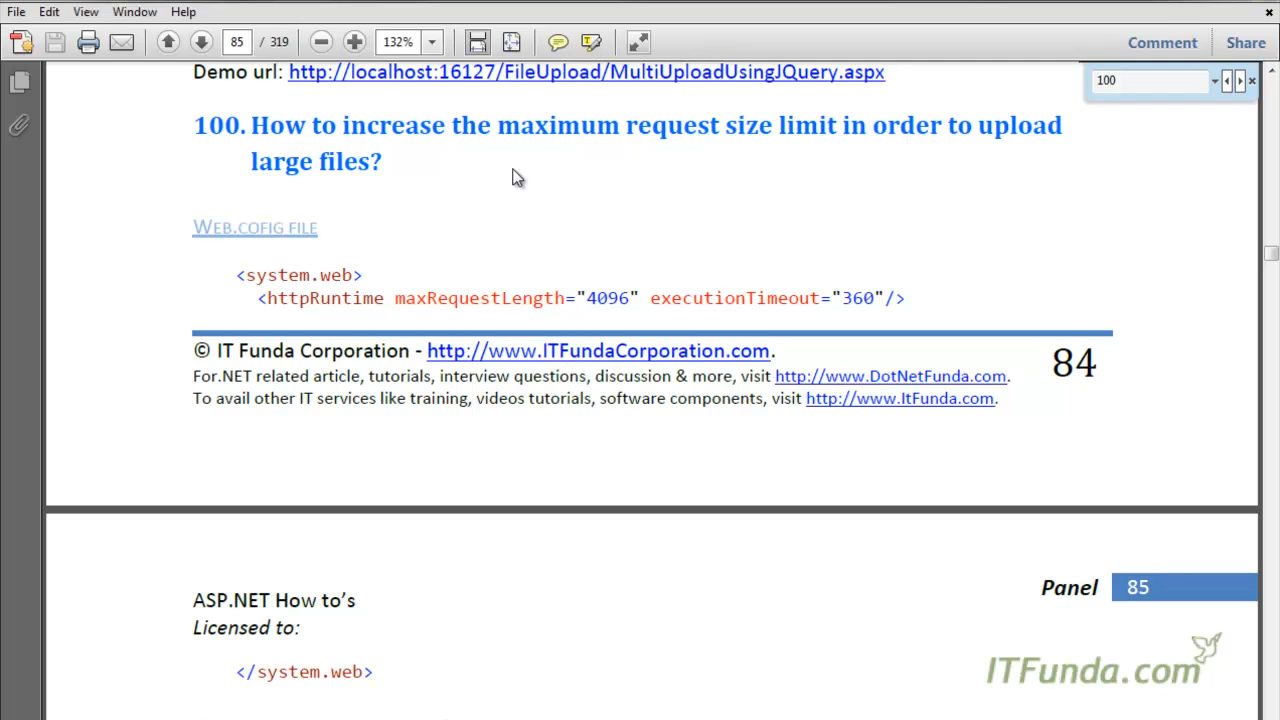 File Edit View Window Help
85 / 319 132% Comment Share
100
Demo url: http://localhost:16127/FileUpload/MultiUploadUsingJQuery.aspx
100. How to increase the maximum request size limit in order to upload
large files?
WEB.COFIG FILE
<system.web>
<httpRuntime maxRequestLength="4096" executionTimeout="360"/>
© IT Funda Corporation - http://www.ITFundaCorporation.com.
84
For.NET related article, tutorials, interview questions, discussion & more, visit http://www.DotNetFunda.com.
To avail other IT services like training, videos tutorials, software components, visit http://www.ItFunda.com.
Panel 85
ASP.NET How to's
Licensed to:
</system.web>
ITFunda.com